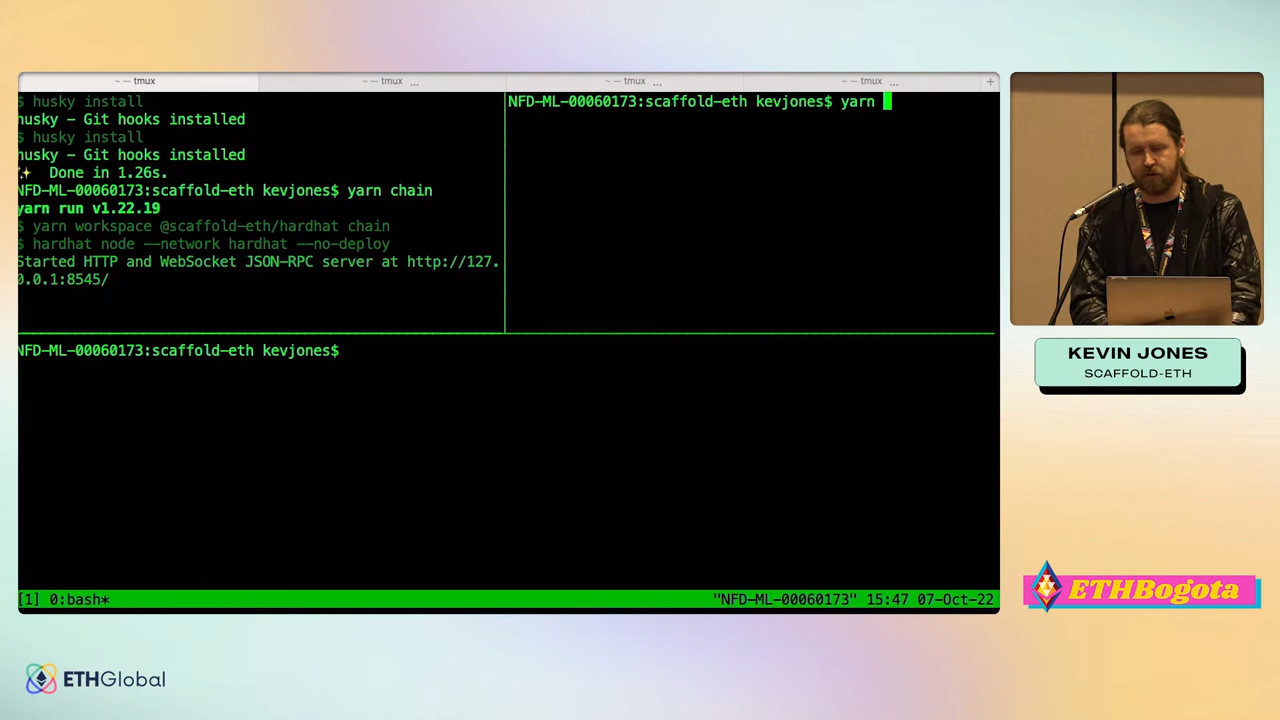 ~ — tmux
~ — tmux ...
~ — tmux ...
~ — tmux ...
+
$ husky install
husky - Git hooks installed
$ husky install
husky - Git hooks installed
✨ Done in 1.26s.
NFD-ML-00060173:scaffold-eth kevjones$ yarn chain
yarn run v1.22.19
$ yarn workspace @scaffold-eth/hardhat chain
$ hardhat node --network hardhat --no-deploy
Started HTTP and WebSocket JSON-RPC server at http://127.
0.0.1:8545/
NFD-ML-00060173:scaffold-eth kevjones$ yarn
NFD-ML-00060173:scaffold-eth kevjones$
[1] 0:bash*
"NFD-ML-00060173" 15:47 07-Oct-22
KEVIN JONES
SCAFFOLD-ETH
ETHBogota
ETHGlobal